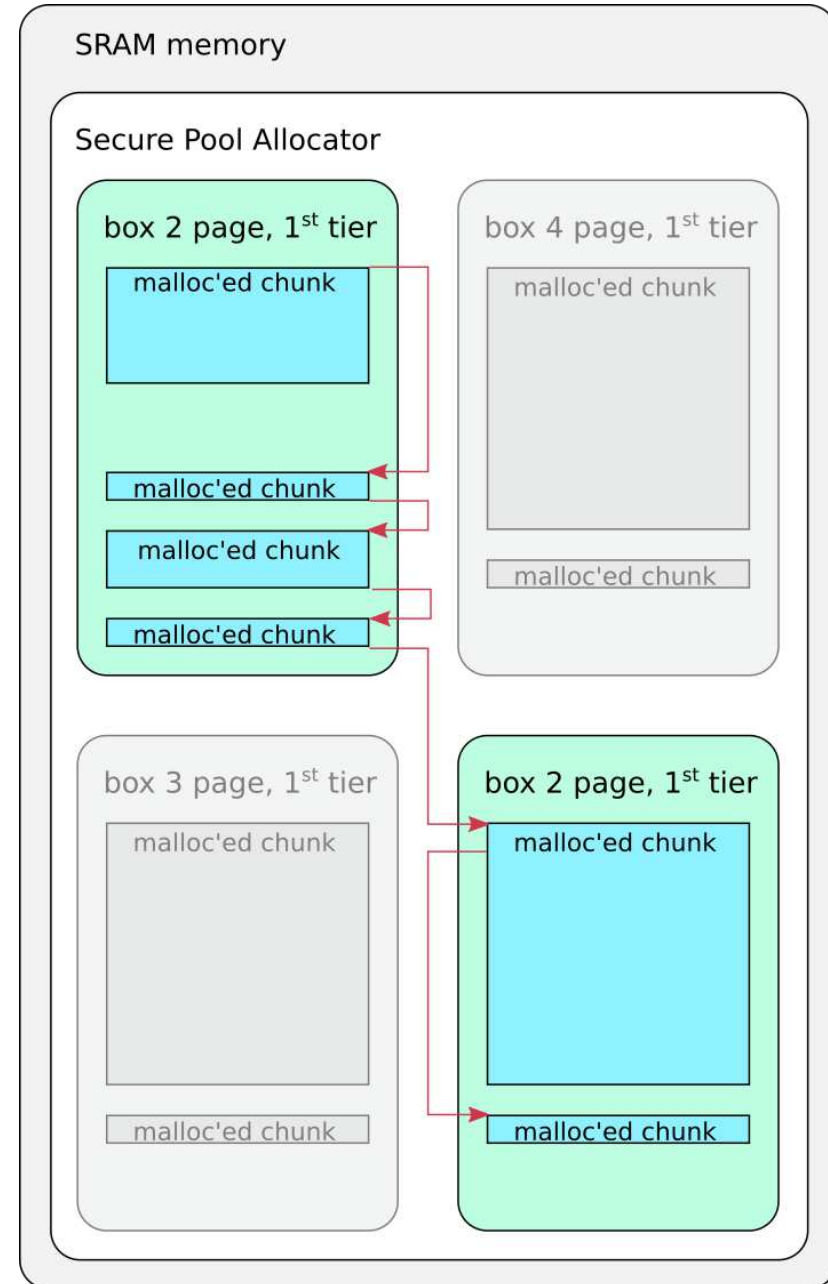 SRAM memory
Secure Pool Allocator
box 2 page, 1st tier
malloc'ed chunk
malloc'ed chunk
malloc'ed chunk
malloc'ed chunk
box 4 page, 1st tier
malloc'ed chunk
malloc'ed chunk
box 3 page, 1st tier
malloc'ed chunk
malloc'ed chunk
box 2 page, 1st tier
malloc'ed chunk
malloc'ed chunk